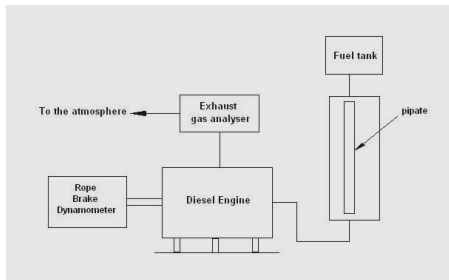 Fuel tank
To the atmosphere
Exhaust
gas analyser
pipate
Rope
Brake
Dynamometer
Diesel Engine